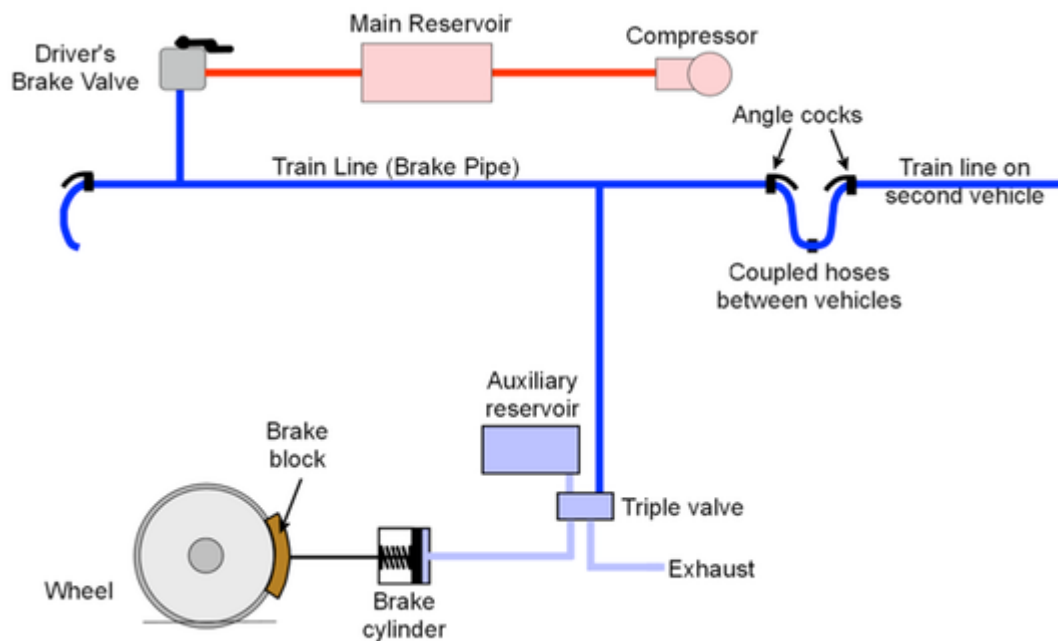 Main Reservoir
Driver's
Brake Valve
Compressor
Angle cocks
Train Line (Brake Pipe)
Train line on
second vehicle
Coupled hoses
between vehicles
Auxiliary
reservoir
Brake
block
Triple valve
Exhaust
Wheel
Brake
cylinder